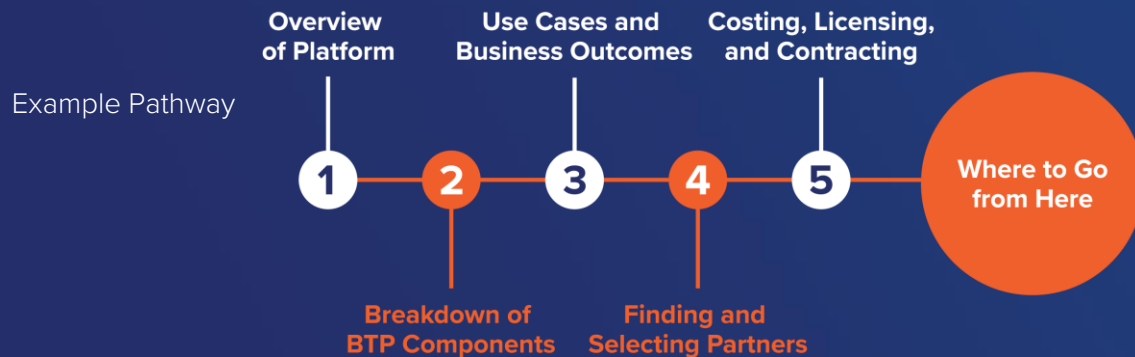 Example Pathway
Overview
of Platform
1
2
Breakdown of
BTP Components
Use Cases and
Business Outcomes
3
4
Finding and
Selecting Partners
Costing, Licensing,
and Contracting
5
Where to Go
from Here